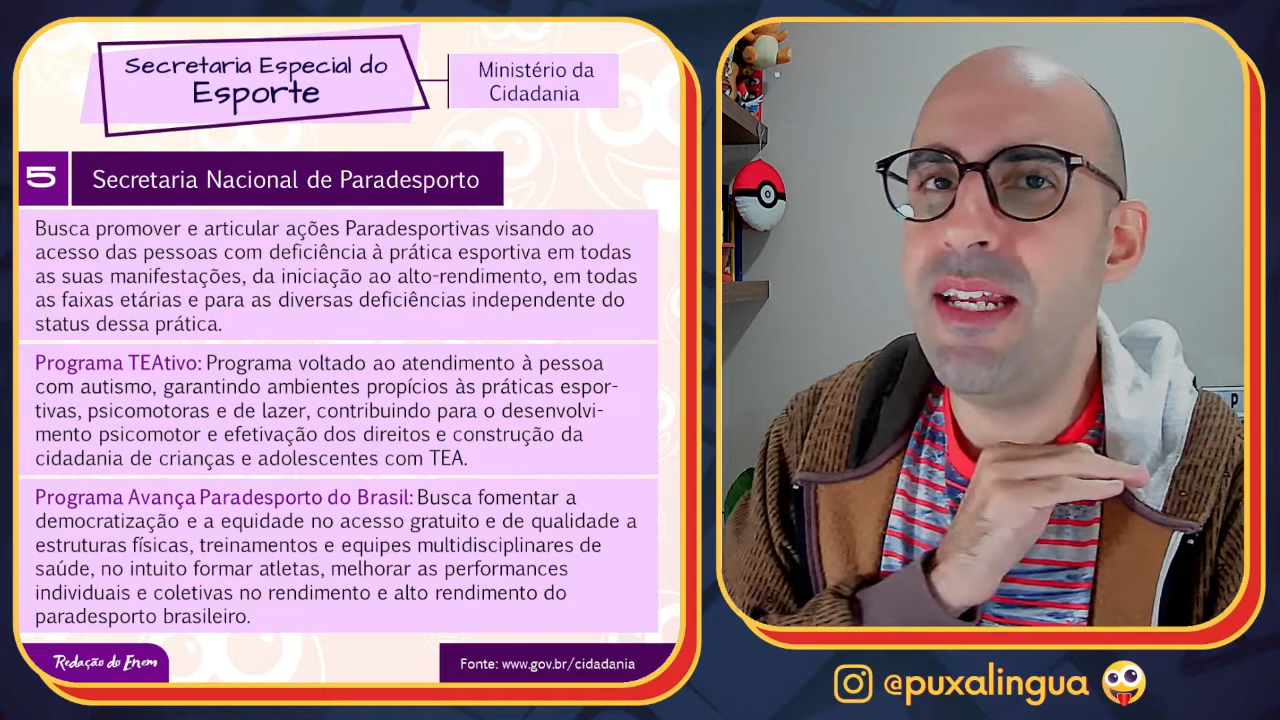 Secretaria Especial do
Esporte
Ministério da
Cidadania
5
Secretaria Nacional de Paradesporto
Busca promover e articular ações Paradesportivas visando ao
acesso das pessoas com deficiência à prática esportiva em todas
as suas manifestações, da iniciação ao alto-rendimento, em todas
as faixas etárias e para as diversas deficiências independente do
status dessa prática.
Programa TEAtivo: Programa voltado ao atendimento à pessoa
com autismo, garantindo ambientes propícios às práticas espor-
tivas, psicomotoras e de lazer, contribuindo para o desenvolvi-
mento psicomotor e efetivação dos direitos e construção da
cidadania de crianças e adolescentes com TEA.
Programa Avança Paradesporto do Brasil: Busca fomentar a
democratização e a equidade no acesso gratuito e de qualidade a
estruturas físicas, treinamentos e equipes multidisciplinares de
saúde, no intuito formar atletas, melhorar as performances
individuais e coletivas no rendimento e alto rendimento do
paradesporto brasileiro.
Redação do Enem
Fonte: www.gov.br/cidadania
P
@puxalingua